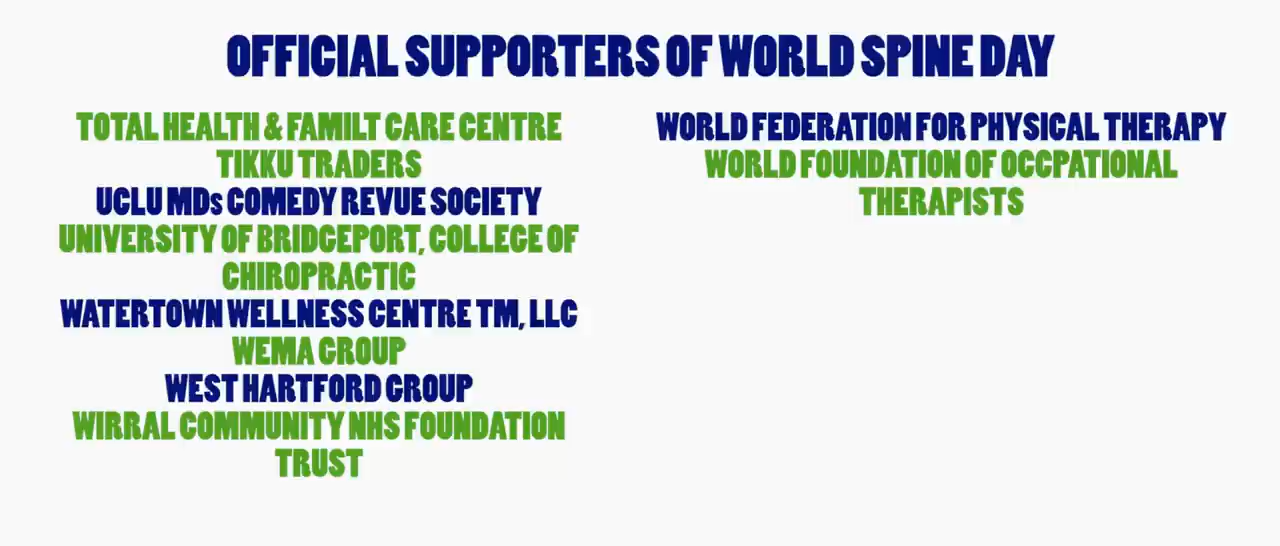 OFFICIAL SUPPORTERS OF WORLD SPINE DAY
TOTAL HEALTH & FAMILT CARE CENTRE
TIKKU TRADERS
UCLU MDs COMEDY REVUE SOCIETY
UNIVERSITY OF BRIDGEPORT, COLLEGE OF
CHIROPRACTIC
WATERTOWN WELLNESS CENTRE TM, LLC
WEMA GROUP
WEST HARTFORD GROUP
WIRRAL COMMUNITY NHS FOUNDATION
TRUST
WORLD FEDERATION FOR PHYSICAL THERAPY
WORLD FOUNDATION OF OCCPATIONAL
THERAPISTS